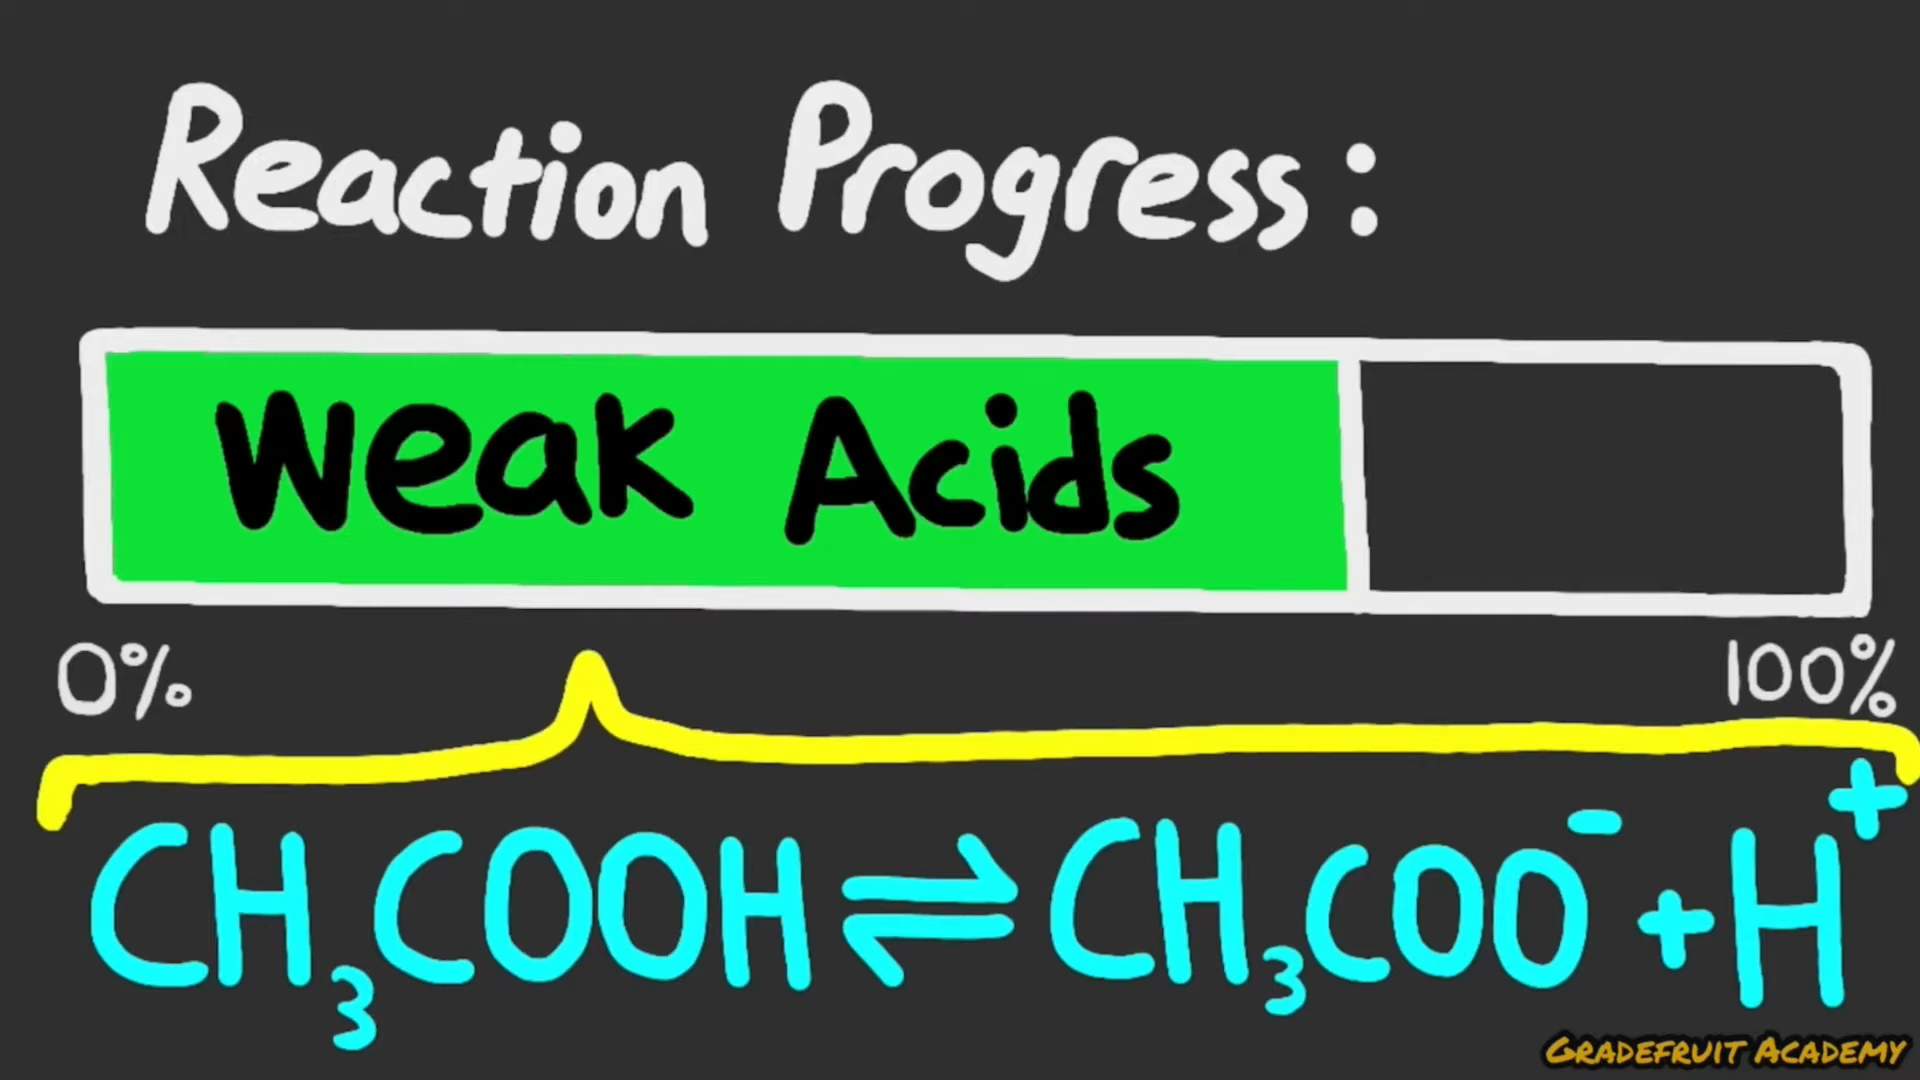 Reaction Progress:
Weak Acids
0% 100%
CH₃COOH⇌CH₃COO⁻+H⁺
GRADEFRUIT ACADEMY